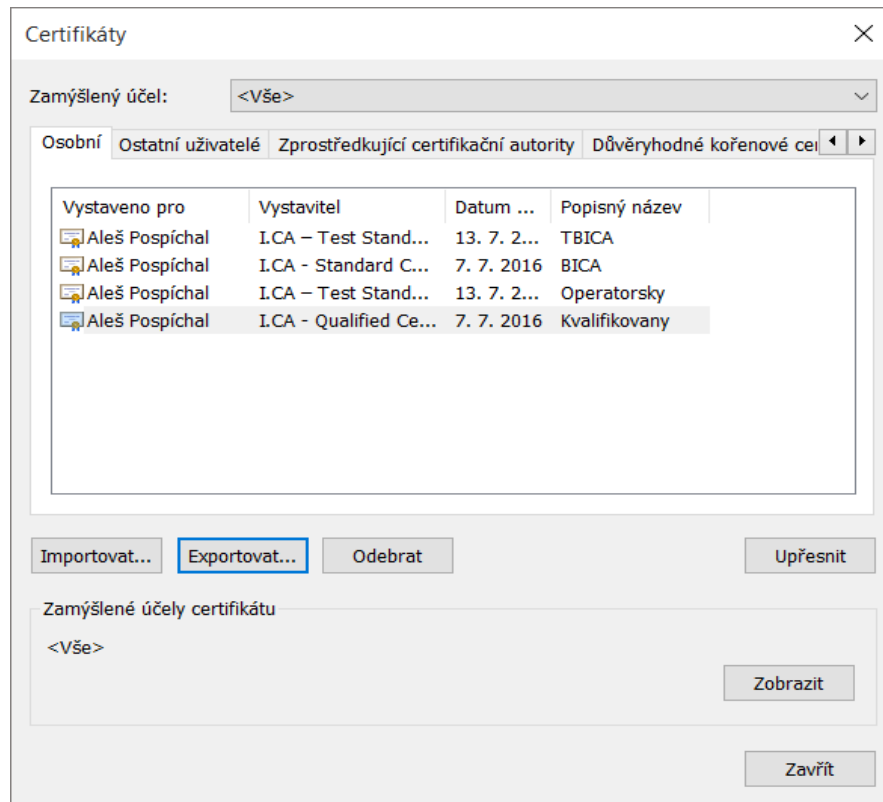 Certifikáty
Zamýšlený účel: <Vše>
Osobní Ostatní uživatelé Zprostředkující certifikační autority Důvěryhodné kořenové cer
Vystaveno pro Vystavitel Datum ... Popisný název
Aleš Pospíchal I.CA – Test Stand... 13. 7. 2... TBICA
Aleš Pospíchal I.CA - Standard C... 7. 7. 2016 BICA
Aleš Pospíchal I.CA – Test Stand... 13. 7. 2... Operatorsky
Aleš Pospíchal I.CA - Qualified Ce... 7. 7. 2016 Kvalifikovany
Importovat... Exportovat... Odebrat Upřesnit
Zamýšlené účely certifikátu
<Vše>
Zobrazit
Zavřít